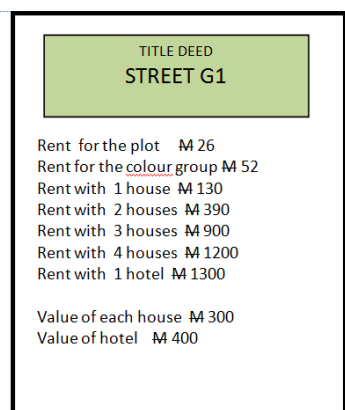 TITLE DEED
STREET G1
Rent for the plot M 26
Rent for the colour group M 52
Rent with 1 house M 130
Rent with 2 houses M 390
Rent with 3 houses M 900
Rent with 4 houses M 1200
Rent with 1 hotel M 1300
Value of each house M 300
Value of hotel M 400